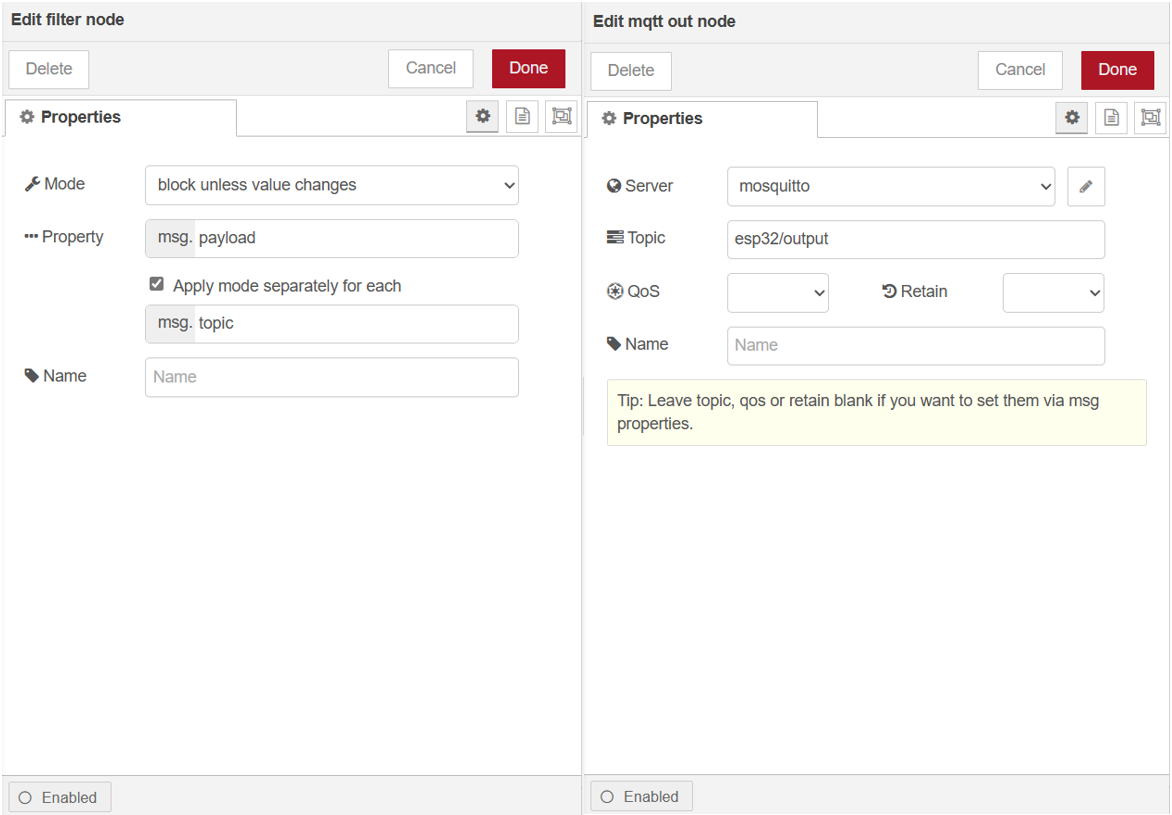 Edit filter node
Delete
Cancel
Done
Properties
Mode
block unless value changes
Property
msg. payload
Apply mode separately for each
msg. topic
Name
Name
Enabled
Edit mqtt out node
Delete
Cancel
Done
Properties
Server
mosquitto
Topic
esp32/output
QoS
Retain
Name
Name
Tip: Leave topic, qos or retain blank if you want to set them via msg
properties.
Enabled